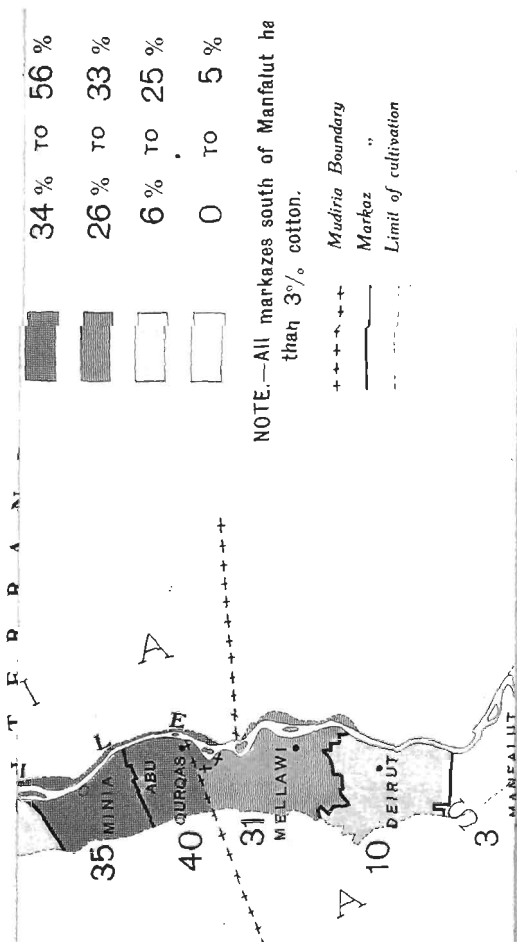 34 % TO 56 %
26 % TO 33 %
6 % TO 25 %
0 TO 5 %
NOTE.—All markazes south of Manfalut ha
than 3% cotton.
Mudiria Boundary
Markaz „
Limit of cultivation
A
L
E
35
MINIA
40
ABU
QURQAS
31
MELLAWI
10
DEIRUT
3
MANFALUT
A
S